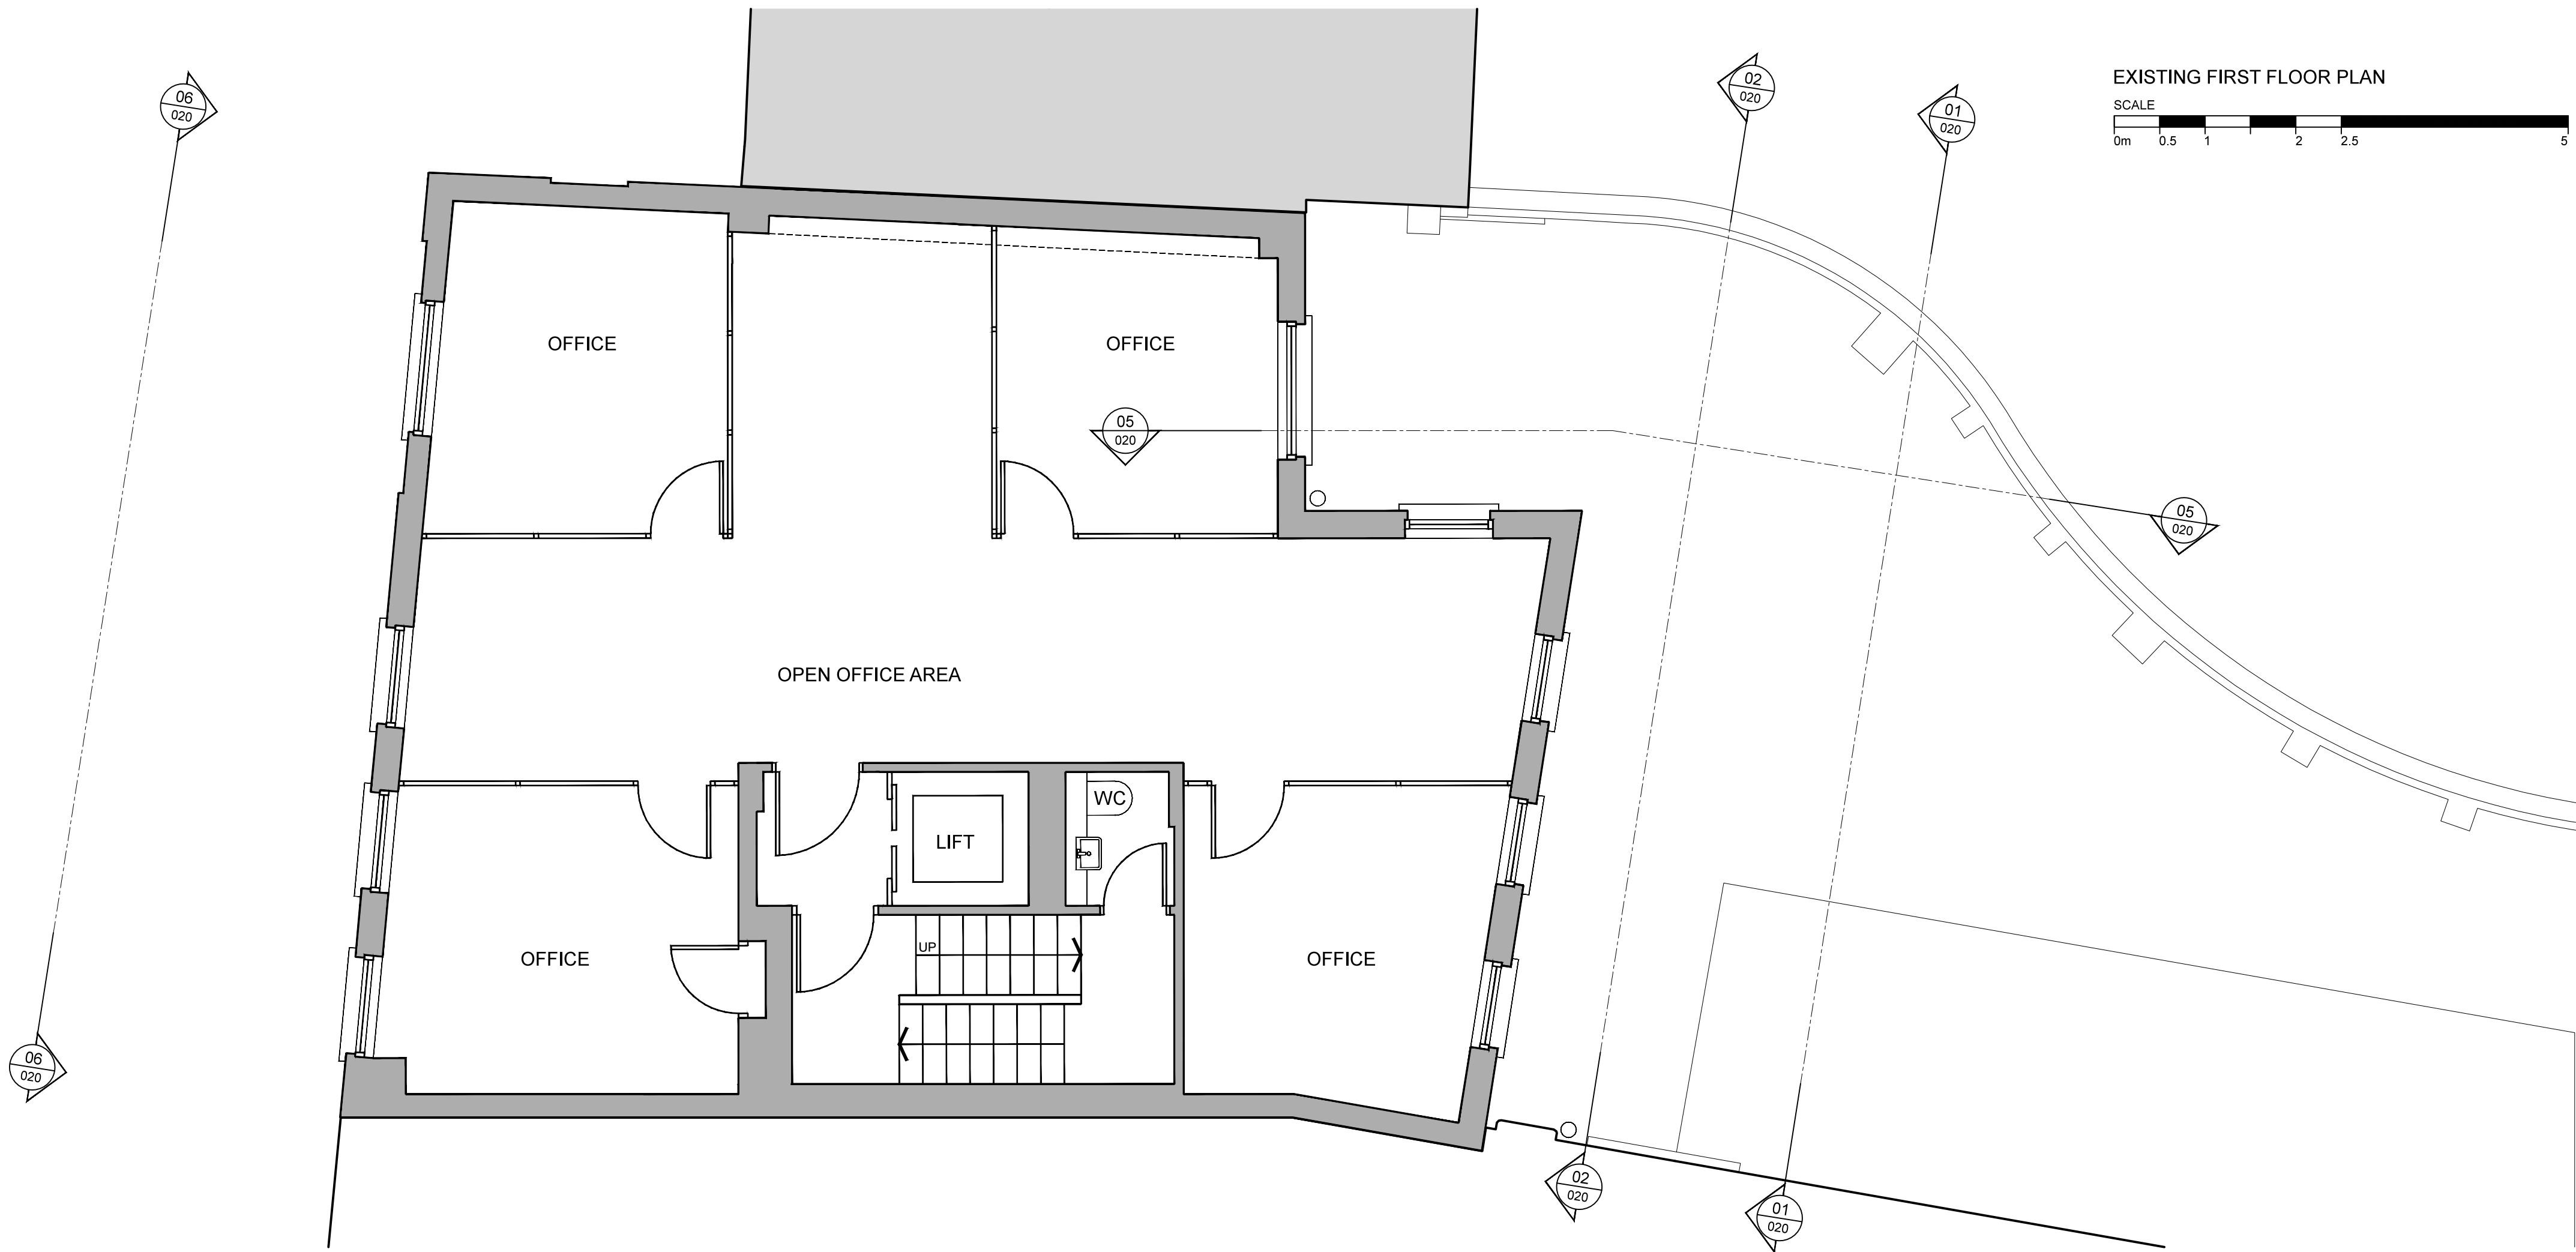 EXISTING FIRST FLOOR PLAN
SCALE
0m 0.5 1 2 2.5 5
06
020
02
020
01
020
OFFICE
OFFICE
05
020
05
020
OPEN OFFICE AREA
WC
LIFT
UP
OFFICE
OFFICE
06
020
02
020
01
020